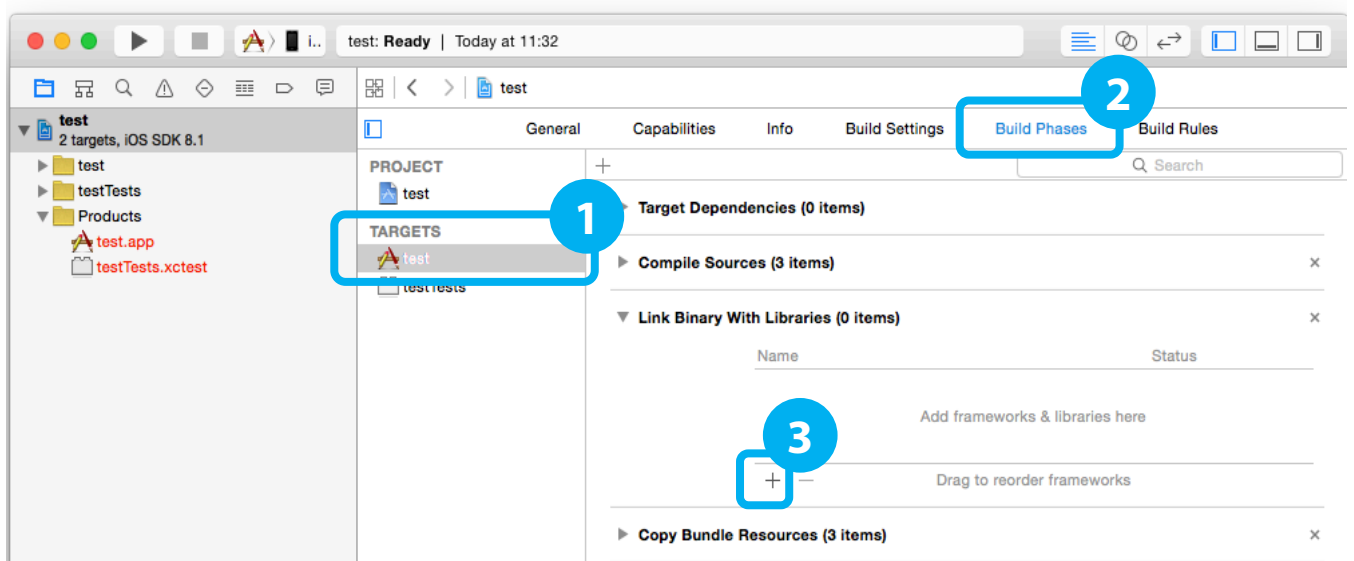 i.. test: Ready | Today at 11:32
test
2
test
2 targets, iOS SDK 8.1
General Capabilities Info Build Settings Build Phases Build Rules
test
PROJECT
Search
testTests
test
Products
1
Target Dependencies (0 items)
TARGETS
test.app
test
Compile Sources (3 items)
testTests.xctest
testTests
Link Binary With Libraries (0 items)
Name Status
Add frameworks & libraries here
3
Drag to reorder frameworks
Copy Bundle Resources (3 items)